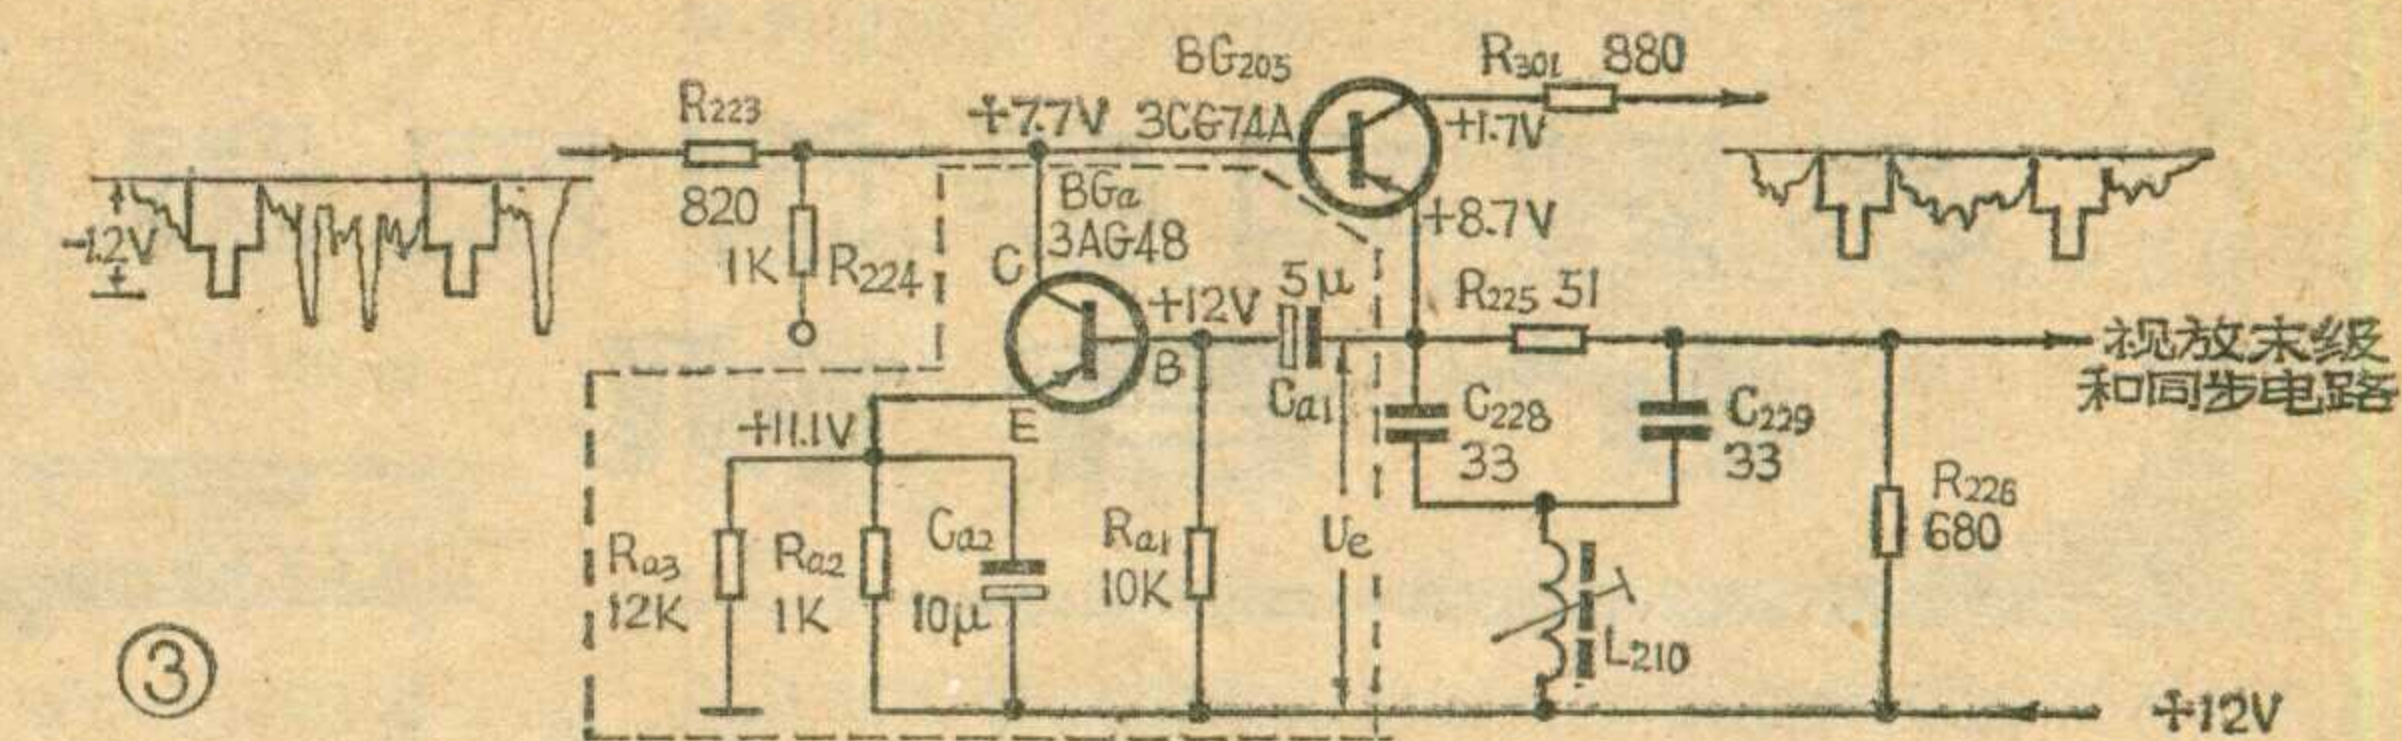 BG205
3CG74A
R301 880
R223
820
+7.7V
+1.7V
+8.7V
-1.2V
1K R224
BGa
3AG48
C
+12V
B
E
5μ
Ca1
R225 51
视放末级
和同步电路
C228
33
C229
33
+11.1V
Ra3
12K
Ra2
1K
Ca2
10μ
Ra1
10K
Ue
R226
680
L210
③
+12V